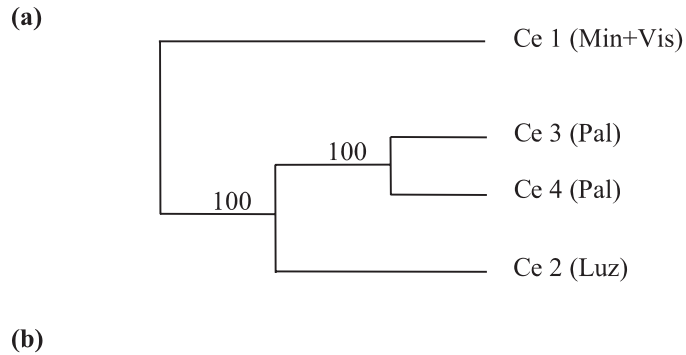 (a)
Ce 1 (Min+Vis)
Ce 3 (Pal)
100
Ce 4 (Pal)
100
Ce 2 (Luz)
(b)